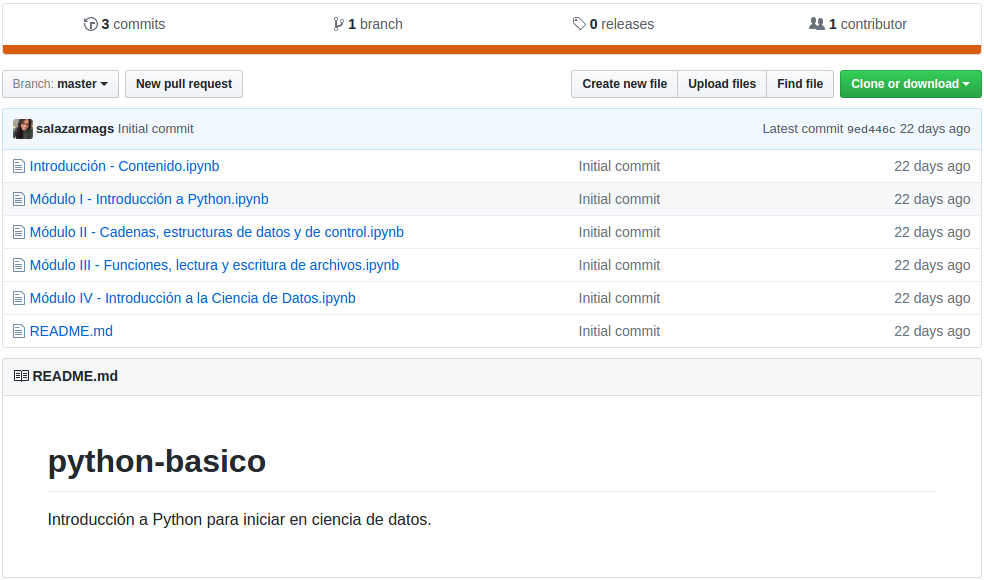 3 commits 1 branch 0 releases 1 contributor
Branch: master New pull request Create new file Upload files Find file Clone or download
salazarmags Initial commit Latest commit 9ed446c 22 days ago
Introducción - Contenido.ipynb Initial commit 22 days ago
Módulo I - Introducción a Python.ipynb Initial commit 22 days ago
Módulo II - Cadenas, estructuras de datos y de control.ipynb Initial commit 22 days ago
Módulo III - Funciones, lectura y escritura de archivos.ipynb Initial commit 22 days ago
Módulo IV - Introducción a la Ciencia de Datos.ipynb Initial commit 22 days ago
README.md Initial commit 22 days ago
README.md
python-basico
Introducción a Python para iniciar en ciencia de datos.